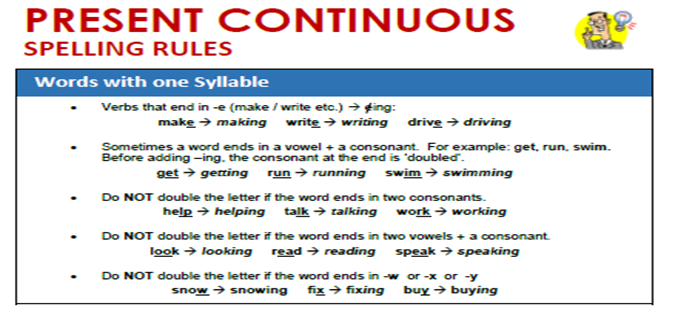 PRESENT CONTINUOUS
SPELLING RULES
Words with one Syllable
• Verbs that end in -e (make / write etc.) → e̸ing:
make → making write → writing drive → driving
• Sometimes a word ends in a vowel + a consonant. For example: get, run, swim.
Before adding –ing, the consonant at the end is 'doubled'.
get → getting run → running swim → swimming
• Do NOT double the letter if the word ends in two consonants.
help → helping talk → talking work → working
• Do NOT double the letter if the word ends in two vowels + a consonant.
look → looking read → reading speak → speaking
• Do NOT double the letter if the word ends in -w or -x or -y
snow → snowing fix → fixing buy → buying